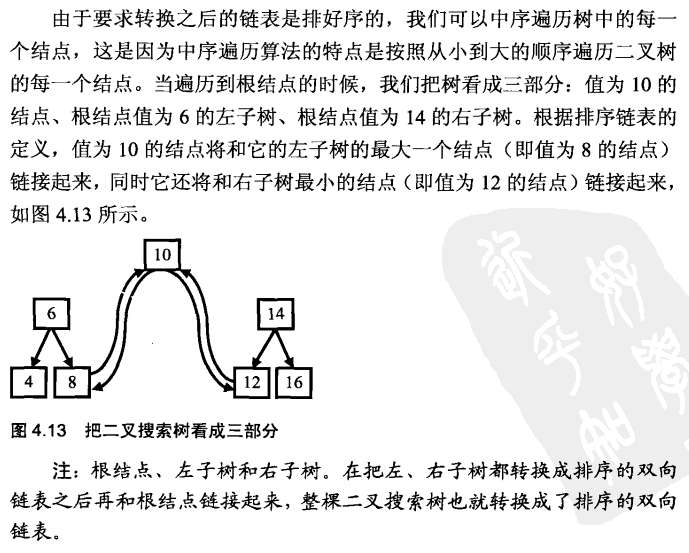 由于要求转换之后的链表是排好序的，我们可以中序遍历树中的每一
个结点，这是因为中序遍历算法的特点是按照从小到大的顺序遍历二叉树
的每一个结点。当遍历到根结点的时候，我们把树看成三部分：值为 10 的
结点、根结点值为 6 的左子树、根结点值为 14 的右子树。根据排序链表的
定义，值为 10 的结点将和它的左子树的最大一个结点（即值为 8 的结点）
链接起来，同时它还将和右子树最小的结点（即值为 12 的结点）链接起来，
如图 4.13 所示。
10
6
14
4
8
12
16
图 4.13 把二叉搜索树看成三部分
注：根结点、左子树和右子树。在把左、右子树都转换成排序的双向
链表之后再和根结点链接起来，整棵二叉搜索树也就转换成了排序的双向
链表。